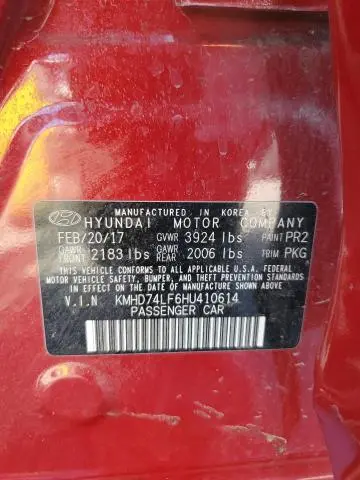 MANUFACTURED IN KOREA BY
HYUNDAI MOTOR COMPANY
FEB/20/17 GVWR 3924 lbs PAINT PR2
GAWR FRONT 2183 lbs GAWR REAR 2006 lbs TRIM PKG
THIS VEHICLE CONFORMS TO ALL APPLICABLE FEDERAL
MOTOR VEHICLE SAFETY, BUMPER, AND THEFT PREVENTION
STANDARDS IN EFFECT ON THE DATE OF
MANUFACTURE SHOWN ABOVE.
V.I.N KMHD74LF6HU410614
PASSENGER CAR